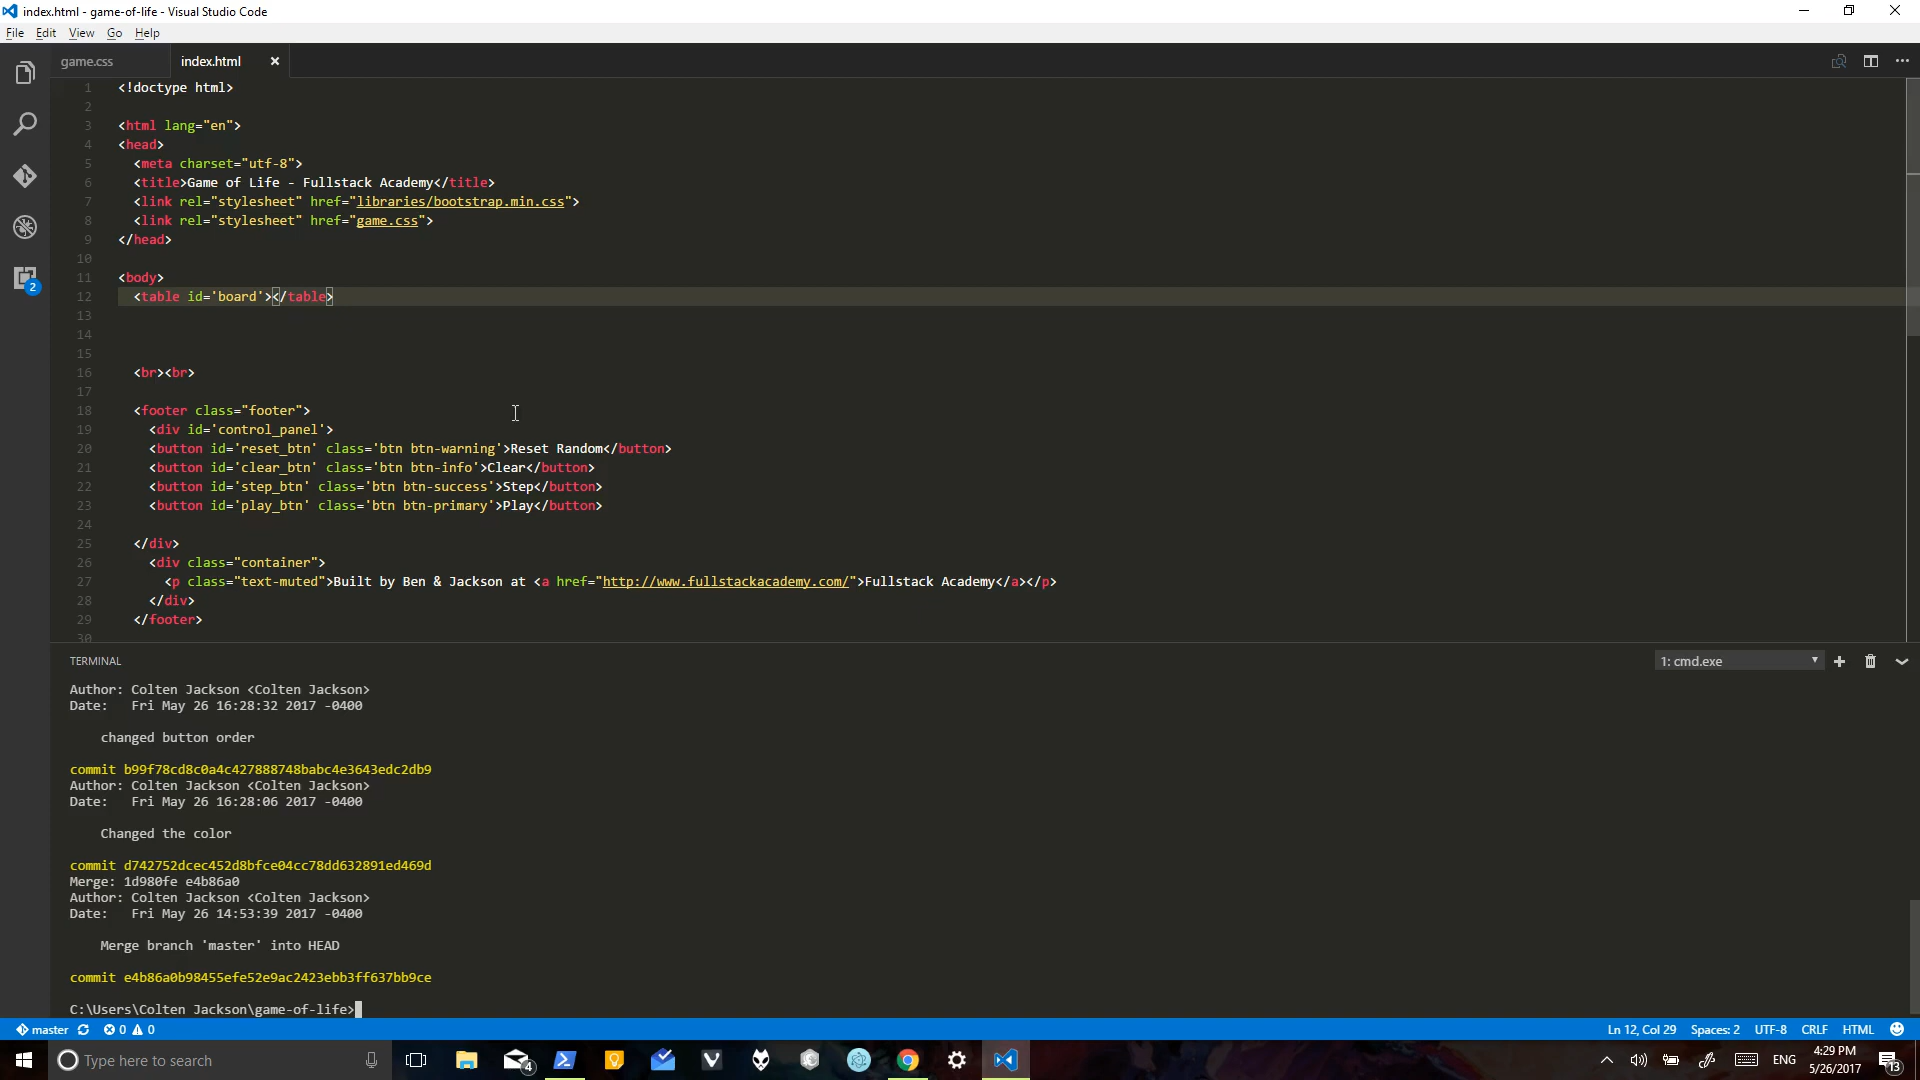 index.html - game-of-life - Visual Studio Code
File Edit View Go Help
game.css index.html
1 <!doctype html>
2
3 <html lang="en">
4 <head>
5 <meta charset="utf-8">
6 <title>Game of Life - Fullstack Academy</title>
7 <link rel="stylesheet" href="libraries/bootstrap.min.css">
8 <link rel="stylesheet" href="game.css">
9 </head>
10
11 <body>
12 <table id='board'></table>
13
14
15
16 <br><br>
17
18 <footer class="footer">
19 <div id='control_panel'>
20 <button id='reset_btn' class='btn btn-warning'>Reset Random</button>
21 <button id='clear_btn' class='btn btn-info'>Clear</button>
22 <button id='step_btn' class='btn btn-success'>Step</button>
23 <button id='play_btn' class='btn btn-primary'>Play</button>
24
25 </div>
26 <div class="container">
27 <p class="text-muted">Built by Ben & Jackson at <a href="http://www.fullstackacademy.com/">Fullstack Academy</a></p>
28 </div>
29 </footer>
30
2
TERMINAL
1: cmd.exe
Author: Colten Jackson <Colten Jackson>
Date: Fri May 26 16:28:32 2017 -0400
changed button order
commit b99f78cd8c0a4c427888748babc4e3643edc2db9
Author: Colten Jackson <Colten Jackson>
Date: Fri May 26 16:28:06 2017 -0400
Changed the color
commit d742752dcec452d8bfce04cc78dd632891ed469d
Merge: 1d980fe e4b86a0
Author: Colten Jackson <Colten Jackson>
Date: Fri May 26 14:53:39 2017 -0400
Merge branch 'master' into HEAD
commit e4b86a0b98455efe52e9ac2423ebb3ff637bb9ce
C:\Users\Colten Jackson\game-of-life>
master 0 0 Ln 12, Col 29 Spaces: 2 UTF-8 CRLF HTML
Type here to search 4 ENG 4:29 PM 13
5/26/2017